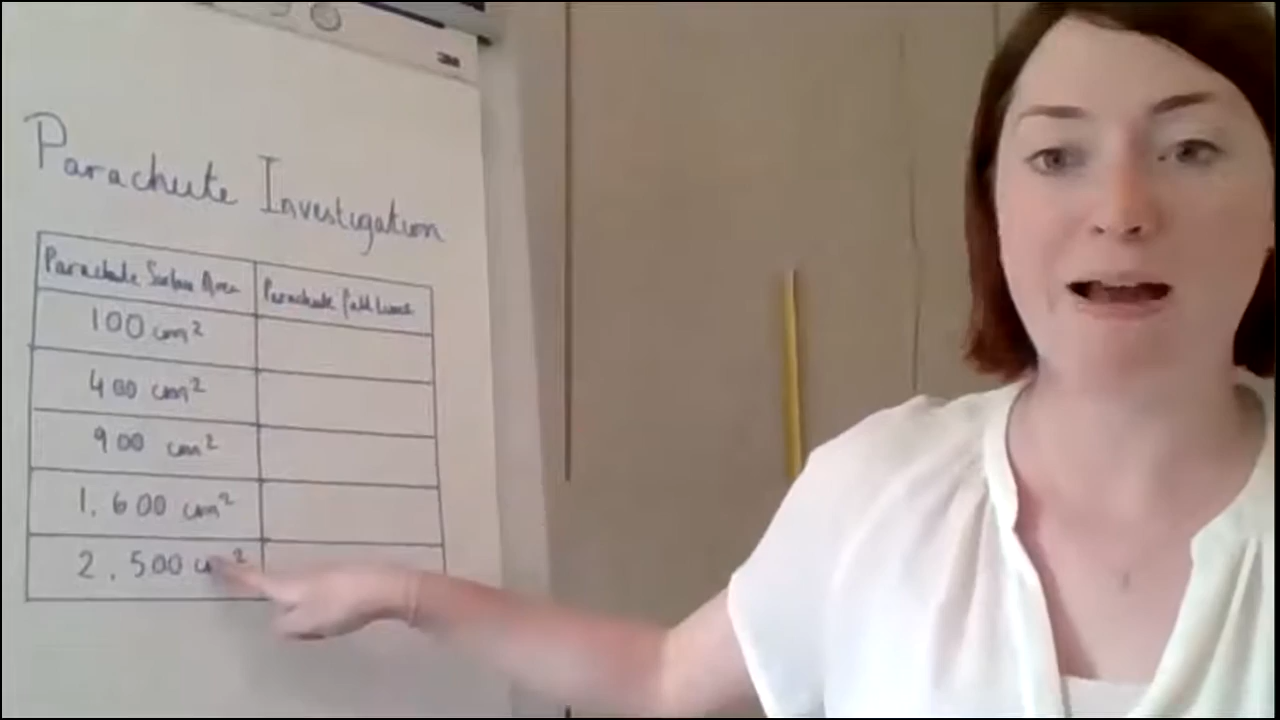 3M
Parachute Investigation
Parachute Surface Area Parachute fall time
100 cm²
400 cm²
900 cm²
1,600 cm²
2,500 cm²